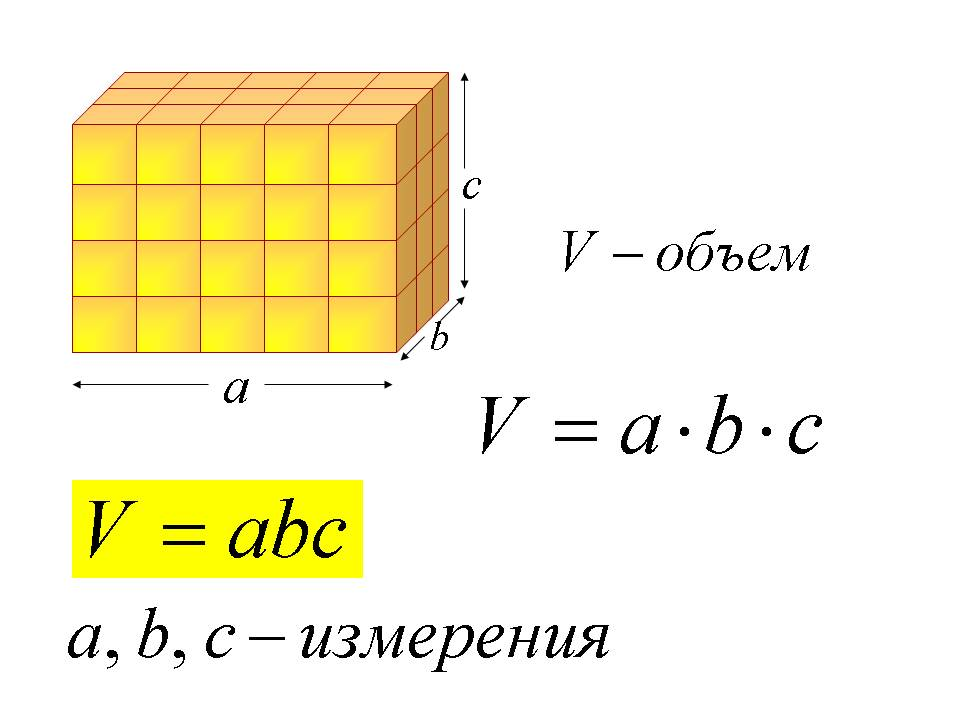 c
V – объем
b
a
V = a · b · c
V = abc
a, b, c – измерения